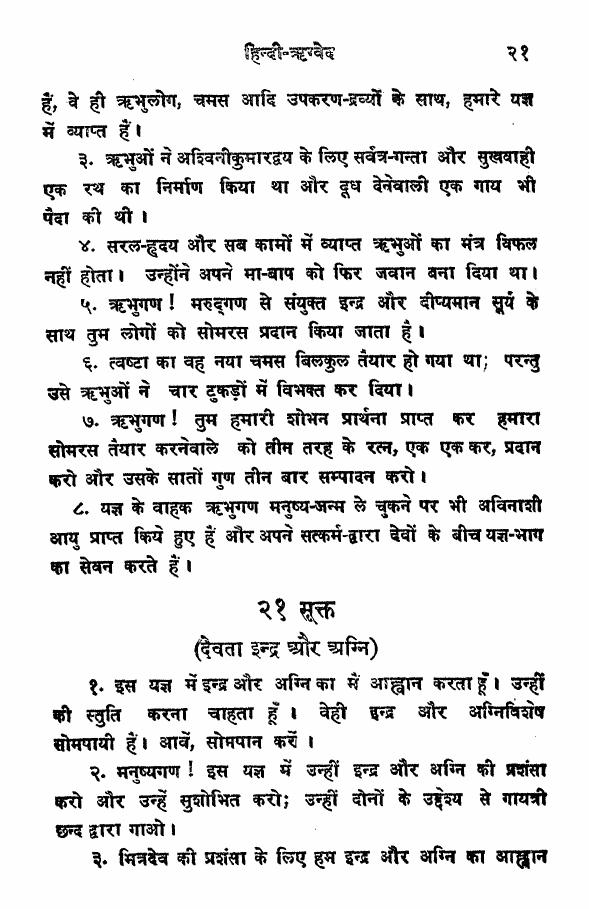 हिन्दी-ऋग्वेद २१
हैं, वे ही ऋभुलोग, चमस आदि उपकरण-द्रव्यों के साथ, हमारे यज्ञ
में व्याप्त हैं।
३. ऋभुओं ने अश्विनीकुमारद्वय के लिए सर्वत्र-गन्ता और सुखवाही
एक रथ का निर्माण किया था और दूध देनेवाली एक गाय भी
पैदा की थी।
४. सरल-हृदय और सब कामों में व्याप्त ऋभुओं का मंत्र विफल
नहीं होता। उन्होंने अपने मा-बाप को फिर जवान बना दिया था।
५. ऋभुगण! मरुद्गण से संयुक्त इन्द्र और दीप्यमान सूर्य के
साथ तुम लोगों को सोमरस प्रदान किया जाता है।
६. त्वष्टा का वह नया चमस बिलकुल तैयार हो गया था; परन्तु
उसे ऋभुओं ने चार टुकड़ों में विभक्त कर दिया।
७. ऋभुगण! तुम हमारी शोभन प्रार्थना प्राप्त कर हमारा
सोमरस तैयार करनेवाले को तीम तरह के रत्न, एक एक कर, प्रदान
करो और उसके सातों गुण तीन बार सम्पादन करो।
८. यज्ञ के वाहक ऋभुगण मनुष्य-जन्म ले चुकने पर भी अविनाशी
आयु प्राप्त किये हुए हैं और अपने सत्कर्म-द्वारा देवों के बीच यज्ञ-भाग
का सेवन करते हैं।
२१ सूक्त
(देवता इन्द्र और अग्नि)
१. इस यज्ञ में इन्द्र और अग्नि का मैं आह्वान करता हूँ। उन्हीं
की स्तुति करना चाहता हूँ। वेही इन्द्र और अग्निविशेष
सोमपायी हैं। आवें, सोमपान करें।
२. मनुष्यगण! इस यज्ञ में उन्हीं इन्द्र और अग्नि की प्रशंसा
करो और उन्हें सुशोभित करो; उन्हीं दोनों के उद्देश्य से गायत्री
छन्द द्वारा गाओ।
३. मित्रदेव की प्रशंसा के लिए हम इन्द्र और अग्नि का आह्वान